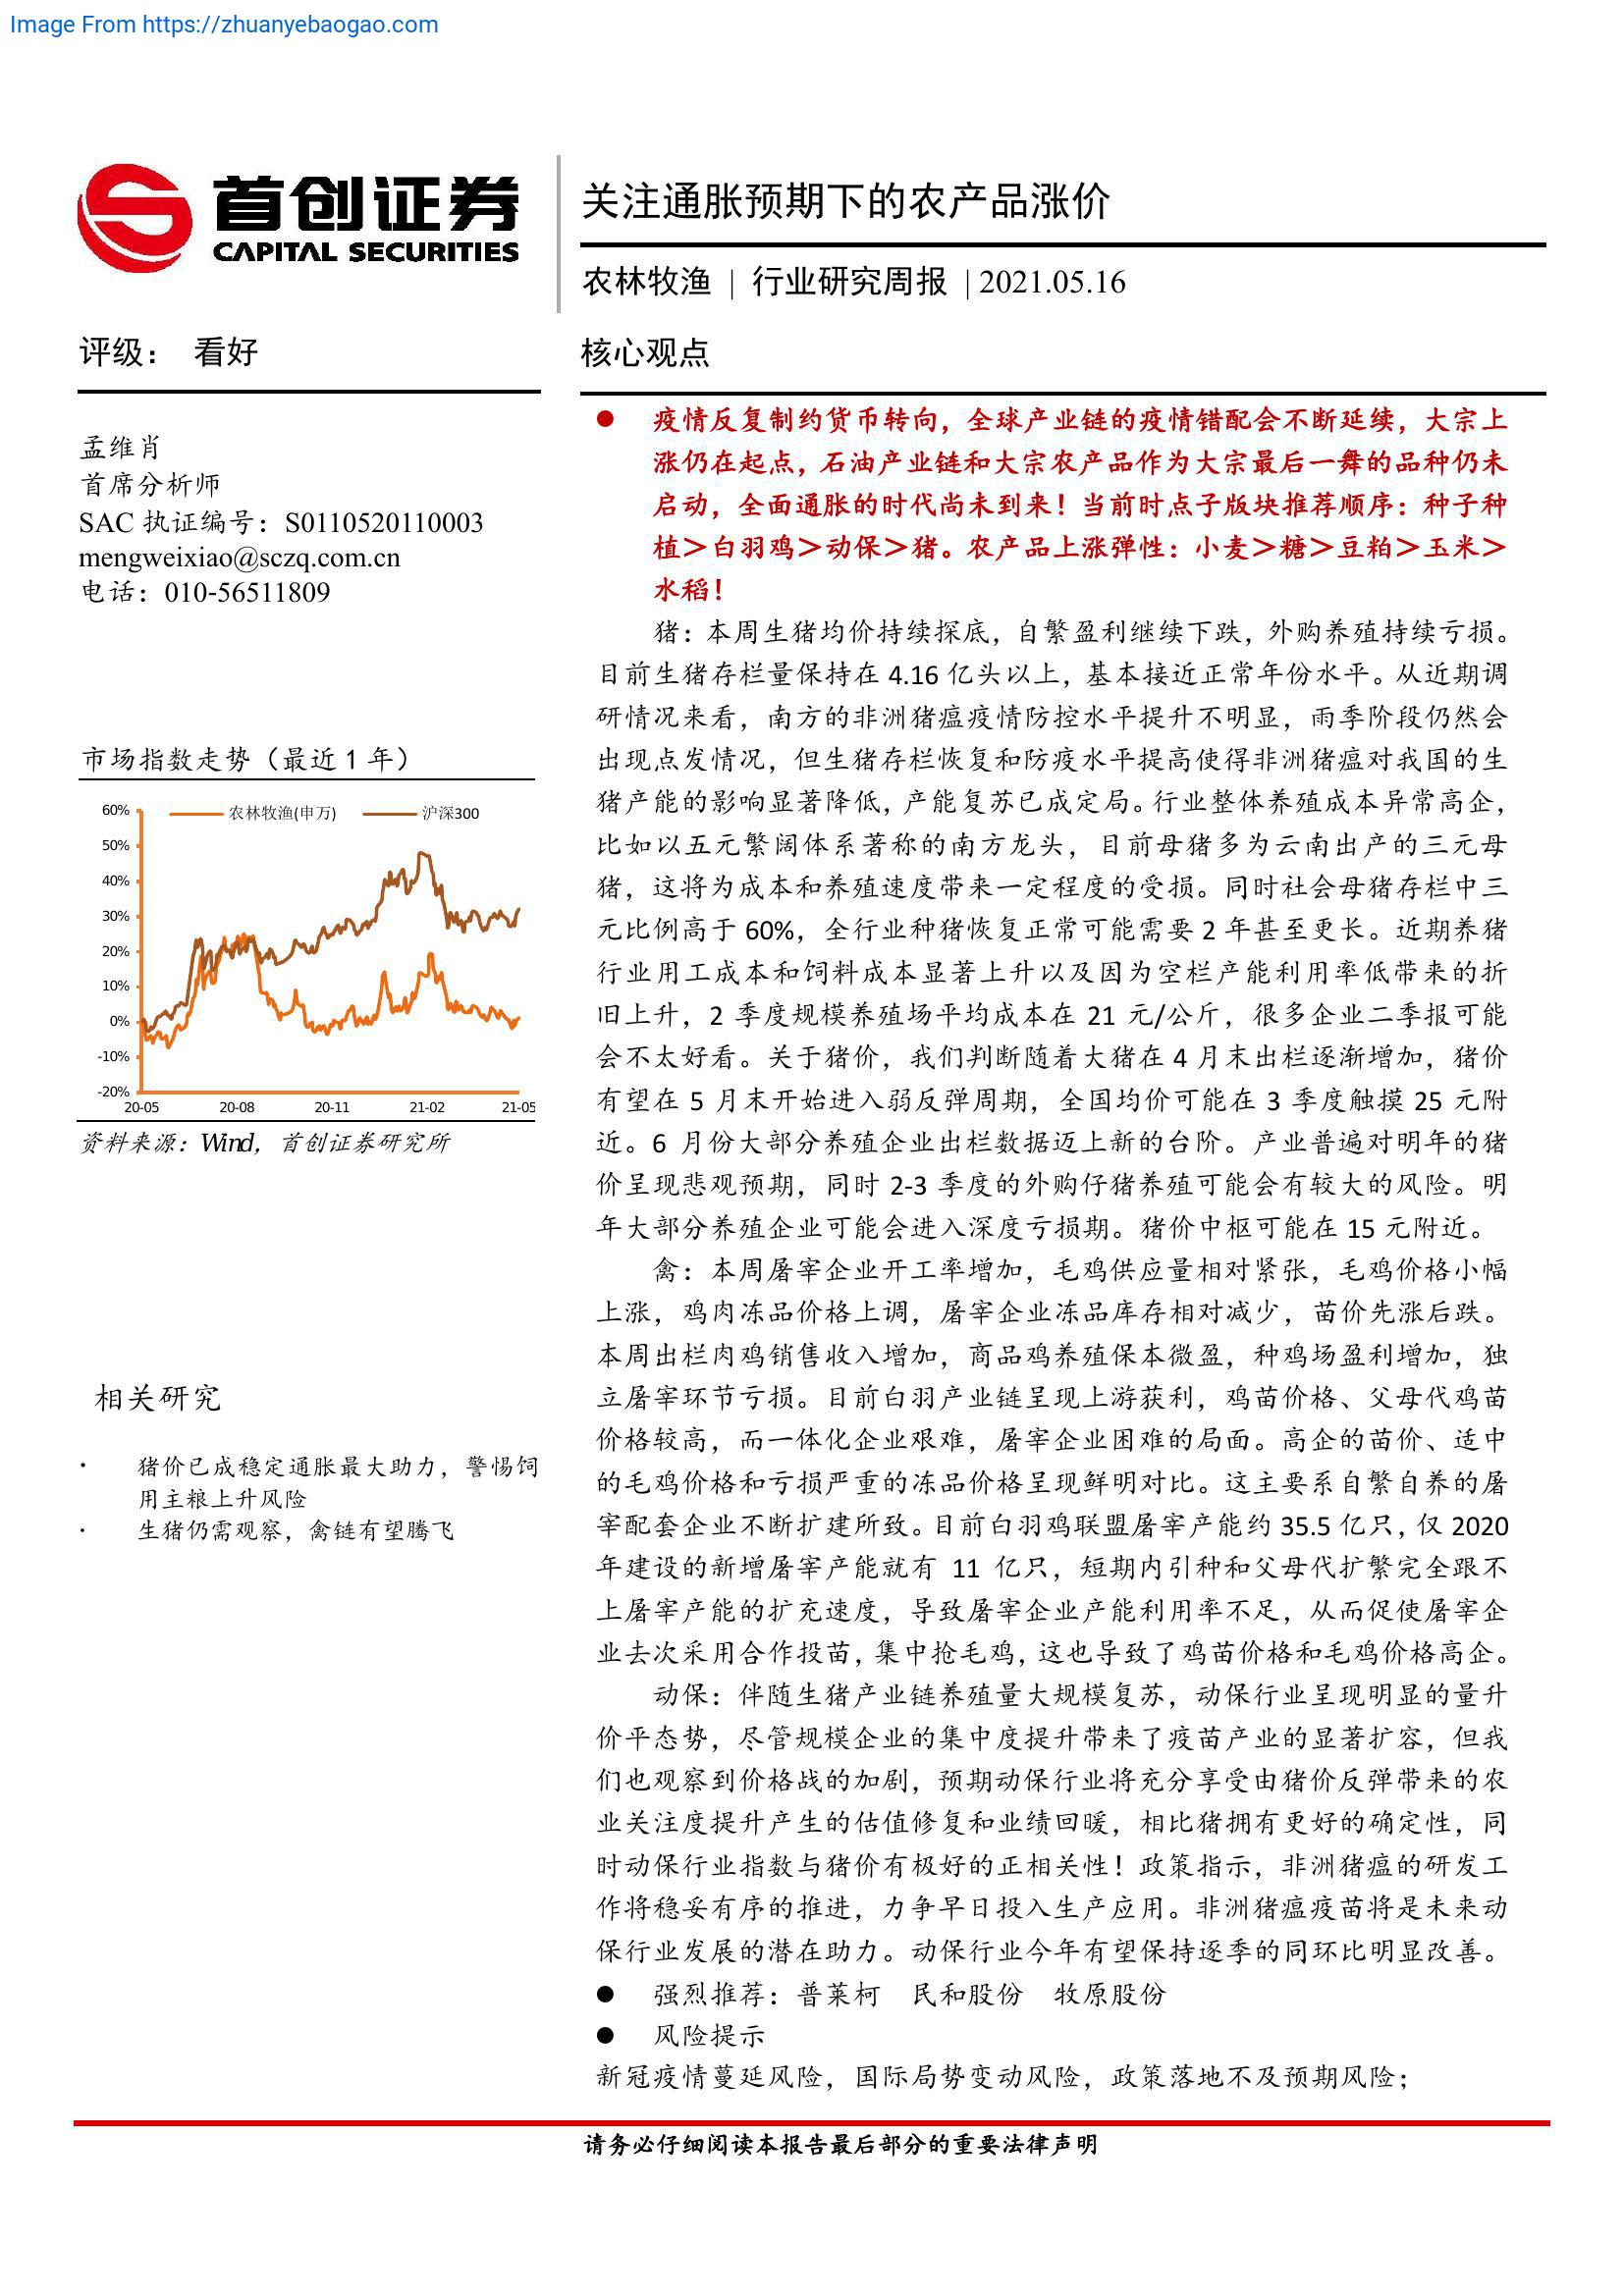 Image From https://zhuanyebaogao.com
首创证券
CAPITAL SECURITIES
关注通胀预期下的农产品涨价
农林牧渔 | 行业研究周报 | 2021.05.16
评级： 看好
孟维肖
首席分析师
SAC 执证编号：S0110520110003
mengweixiao@sczq.com.cn
电话：010-56511809
市场指数走势（最近 1 年）
农林牧渔(申万) 沪深300
60%
50%
40%
30%
20%
10%
0%
-10%
-20%
20-05 20-08 20-11 21-02 21-05
资料来源：Wind，首创证券研究所
相关研究
· 猪价已成稳定通胀最大助力，警惕饲
用主粮上升风险
· 生猪仍需观察，禽链有望腾飞
核心观点
● 疫情反复制约货币转向，全球产业链的疫情错配会不断延续，大宗上
涨仍在起点，石油产业链和大宗农产品作为大宗最后一舞的品种仍未
启动，全面通胀的时代尚未到来！当前时点子版块推荐顺序：种子种
植＞白羽鸡＞动保＞猪。农产品上涨弹性：小麦＞糖＞豆粕＞玉米＞
水稻！
猪：本周生猪均价持续探底，自繁盈利继续下跌，外购养殖持续亏损。
目前生猪存栏量保持在 4.16 亿头以上，基本接近正常年份水平。从近期调
研情况来看，南方的非洲猪瘟疫情防控水平提升不明显，雨季阶段仍然会
出现点发情况，但生猪存栏恢复和防疫水平提高使得非洲猪瘟对我国的生
猪产能的影响显著降低，产能复苏已成定局。行业整体养殖成本异常高企，
比如以五元繁阔体系著称的南方龙头，目前母猪多为云南出产的三元母
猪，这将为成本和养殖速度带来一定程度的受损。同时社会母猪存栏中三
元比例高于 60%，全行业种猪恢复正常可能需要 2 年甚至更长。近期养猪
行业用工成本和饲料成本显著上升以及因为空栏产能利用率低带来的折
旧上升，2 季度规模养殖场平均成本在 21 元/公斤，很多企业二季报可能
会不太好看。关于猪价，我们判断随着大猪在 4 月末出栏逐渐增加，猪价
有望在 5 月末开始进入弱反弹周期，全国均价可能在 3 季度触摸 25 元附
近。6 月份大部分养殖企业出栏数据迈上新的台阶。产业普遍对明年的猪
价呈现悲观预期，同时 2-3 季度的外购仔猪养殖可能会有较大的风险。明
年大部分养殖企业可能会进入深度亏损期。猪价中枢可能在 15 元附近。
禽：本周屠宰企业开工率增加，毛鸡供应量相对紧张，毛鸡价格小幅
上涨，鸡肉冻品价格上调，屠宰企业冻品库存相对减少，苗价先涨后跌。
本周出栏肉鸡销售收入增加，商品鸡养殖保本微盈，种鸡场盈利增加，独
立屠宰环节亏损。目前白羽产业链呈现上游获利，鸡苗价格、父母代鸡苗
价格较高，而一体化企业艰难，屠宰企业困难的局面。高企的苗价、适中
的毛鸡价格和亏损严重的冻品价格呈现鲜明对比。这主要系自繁自养的屠
宰配套企业不断扩建所致。目前白羽鸡联盟屠宰产能约 35.5 亿只，仅 2020
年建设的新增屠宰产能就有 11 亿只，短期内引种和父母代扩繁完全跟不
上屠宰产能的扩充速度，导致屠宰企业产能利用率不足，从而促使屠宰企
业去次采用合作投苗，集中抢毛鸡，这也导致了鸡苗价格和毛鸡价格高企。
动保：伴随生猪产业链养殖量大规模复苏，动保行业呈现明显的量升
价平态势，尽管规模企业的集中度提升带来了疫苗产业的显著扩容，但我
们也观察到价格战的加剧，预期动保行业将充分享受由猪价反弹带来的农
业关注度提升产生的估值修复和业绩回暖，相比猪拥有更好的确定性，同
时动保行业指数与猪价有极好的正相关性！政策指示，非洲猪瘟的研发工
作将稳妥有序的推进，力争早日投入生产应用。非洲猪瘟疫苗将是未来动
保行业发展的潜在助力。动保行业今年有望保持逐季的同环比明显改善。
● 强烈推荐：普莱柯 民和股份 牧原股份
● 风险提示
新冠疫情蔓延风险，国际局势变动风险，政策落地不及预期风险；
请务必仔细阅读本报告最后部分的重要法律声明